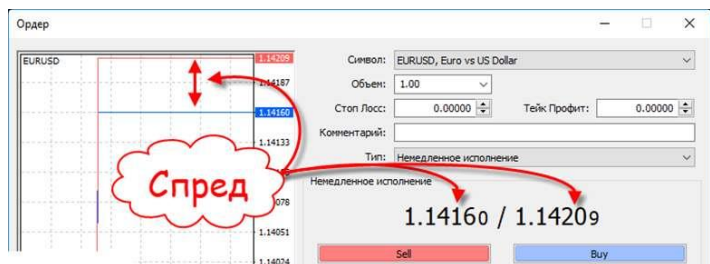 Ордер
EURUSD
1.14209
1.14187
1.14160
1.14133
078
1.14051
1.14024
Спред
Символ: EURUSD, Euro vs US Dollar
Объем: 1.00
Стоп Лосс: 0.00000 Тейк Профит: 0.00000
Комментарий:
Тип: Немедленное исполнение
Немедленное исполнение
1.14160 / 1.14209
Sell Buy